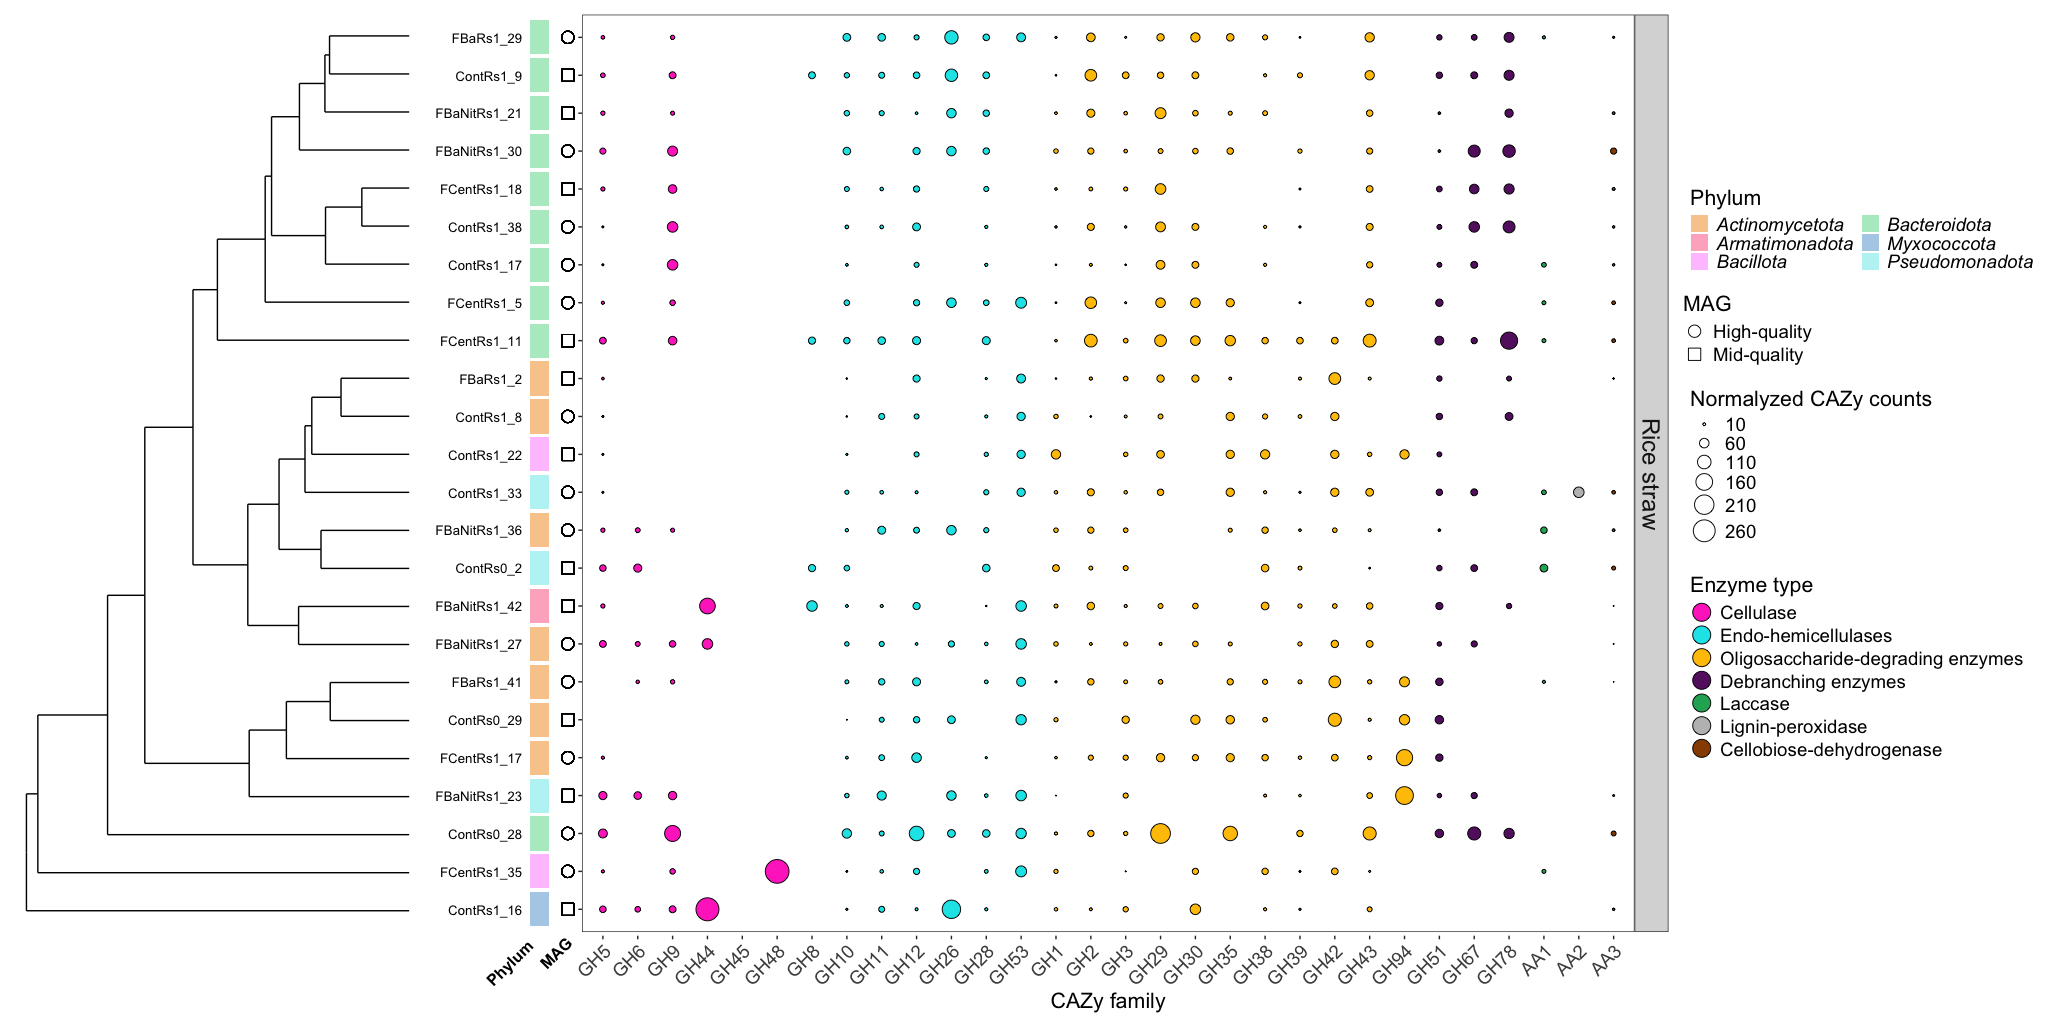 FBaRs1_29
ContRs1_9
FBaNitRs1_21
FBaNitRs1_30
FCentRs1_18
ContRs1_38
ContRs1_17
FCentRs1_5
FCentRs1_11
FBaRs1_2
ContRs1_8
ContRs1_22
ContRs1_33
FBaNitRs1_36
ContRs0_2
FBaNitRs1_42
FBaNitRs1_27
FBaRs1_41
ContRs0_29
FCentRs1_17
FBaNitRs1_23
ContRs0_28
FCentRs1_35
ContRs1_16
Phylum MAG GH5 GH6 GH9 GH44 GH45 GH48 GH8 GH10 GH11 GH12 GH26 GH28 GH53 GH1 GH2 GH3 GH29 GH30 GH35 GH38 GH39 GH42 GH43 GH94 GH51 GH67 GH78 AA1 AA2 AA3
CAZy family
Rice straw
Phylum
Actinomycetota Bacteroidota
Armatimonadota Myxococcota
Bacillota Pseudomonadota
MAG
High-quality
Mid-quality
Normalyzed CAZy counts
10
60
110
160
210
260
Enzyme type
Cellulase
Endo-hemicellulases
Oligosaccharide-degrading enzymes
Debranching enzymes
Laccase
Lignin-peroxidase
Cellobiose-dehydrogenase